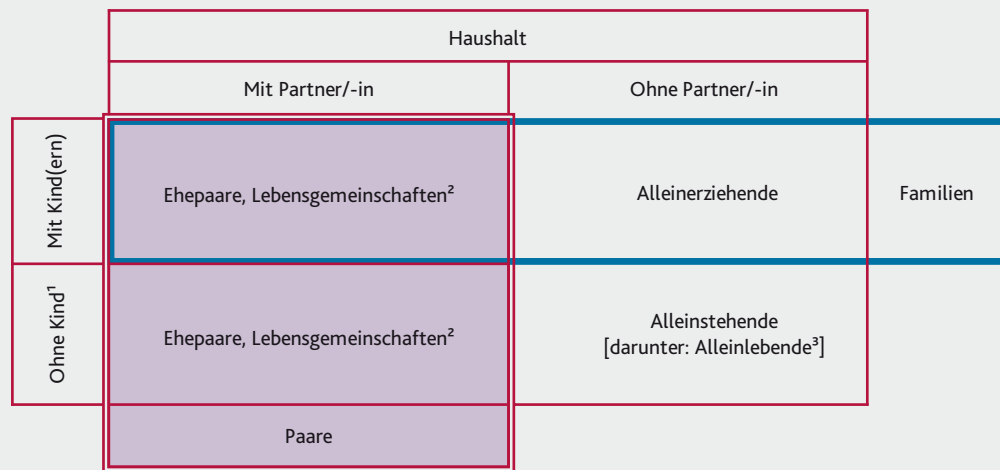 Haushalt
Mit Partner/-in
Ohne Partner/-in
Mit Kind(ern)
Ehepaare, Lebensgemeinschaften²
Alleinerziehende
Familien
Ohne Kind¹
Ehepaare, Lebensgemeinschaften²
Alleinstehende
[darunter: Alleinlebende³]
Paare